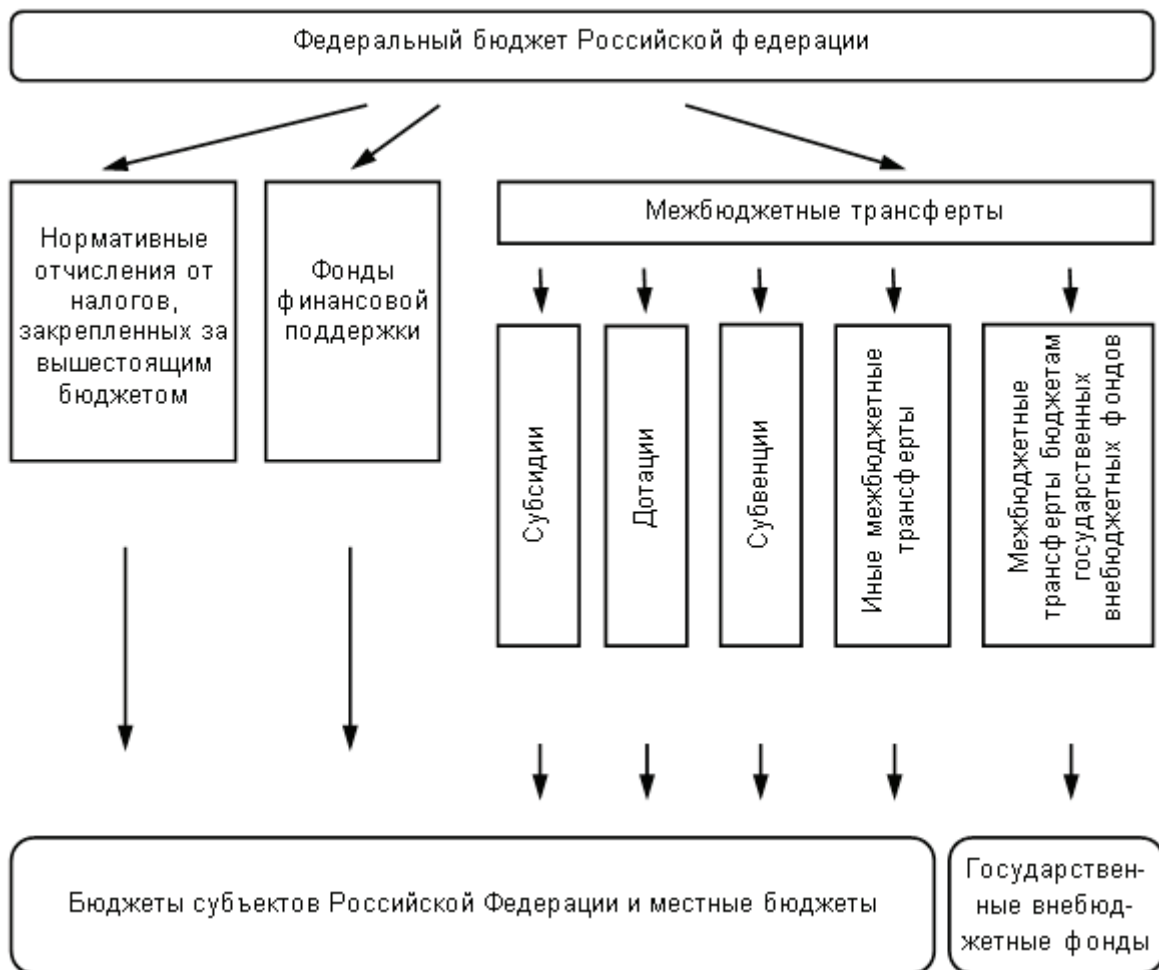 Федеральный бюджет Российской федерации
Нормативные
отчисления от
налогов,
закрепленных за
вышестоящим
бюджетом
Фонды
финансовой
поддержки
Межбюджетные трансферты
Субсидии
Дотации
Субвенции
Иные межбюджетные
трансферты
Межбюджетные
трансферты бюджетам
государственных
внебюджетных фондов
Бюджеты субъектов Российской Федерации и местные бюджеты
Государствен-
ные внебюд-
жетные фонды